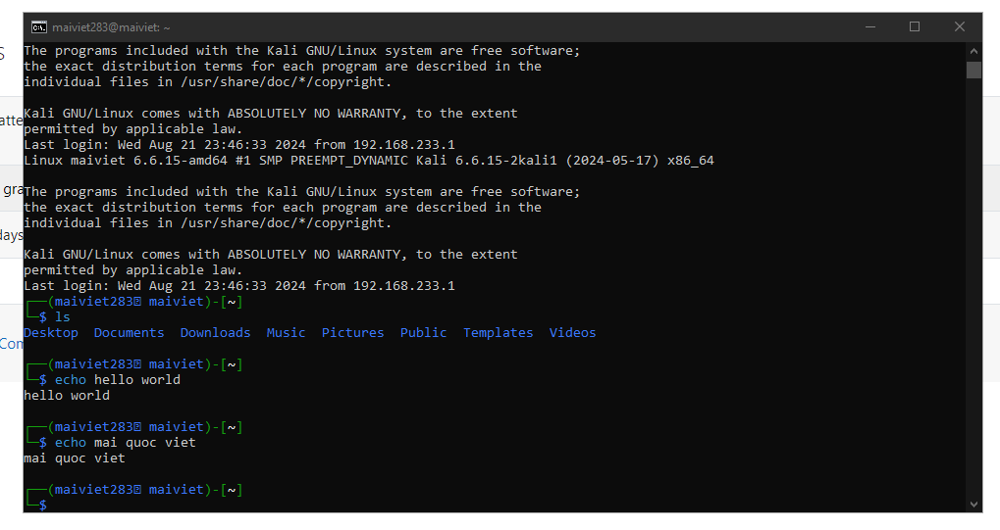 maiviet283@maiviet: ~
The programs included with the Kali GNU/Linux system are free software;
the exact distribution terms for each program are described in the
individual files in /usr/share/doc/*/copyright.
Kali GNU/Linux comes with ABSOLUTELY NO WARRANTY, to the extent
permitted by applicable law.
Last login: Wed Aug 21 23:46:33 2024 from 192.168.233.1
Linux maiviet 6.6.15-amd64 #1 SMP PREEMPT_DYNAMIC Kali 6.6.15-2kali1 (2024-05-17) x86_64
The programs included with the Kali GNU/Linux system are free software;
the exact distribution terms for each program are described in the
individual files in /usr/share/doc/*/copyright.
Kali GNU/Linux comes with ABSOLUTELY NO WARRANTY, to the extent
permitted by applicable law.
Last login: Wed Aug 21 23:46:33 2024 from 192.168.233.1
┌──(maiviet283 maiviet)-[~]
└─$ ls
Desktop Documents Downloads Music Pictures Public Templates Videos
┌──(maiviet283 maiviet)-[~]
└─$ echo hello world
hello world
┌──(maiviet283 maiviet)-[~]
└─$ echo mai quoc viet
mai quoc viet
┌──(maiviet283 maiviet)-[~]
└─$